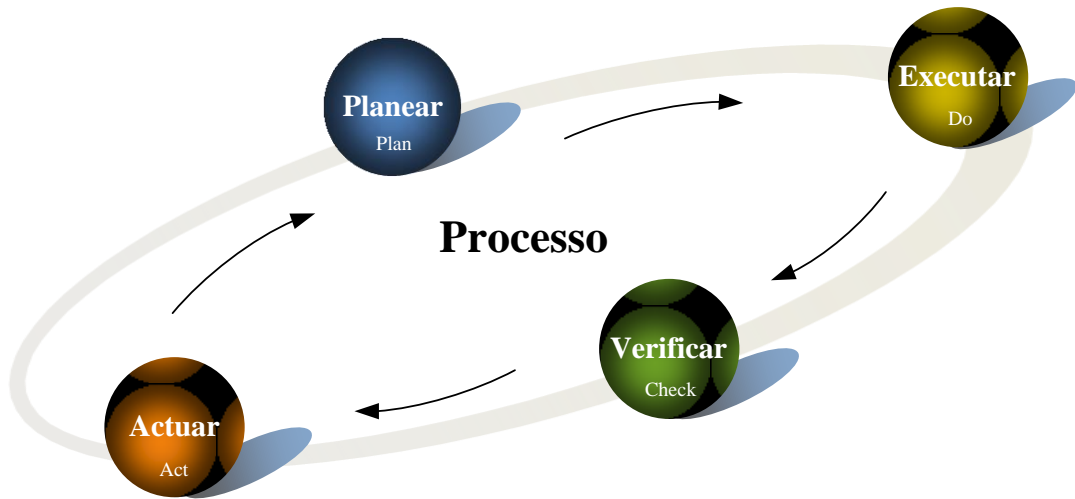 Planear
Plan
Executar
Do
Processo
Verificar
Check
Actuar
Act